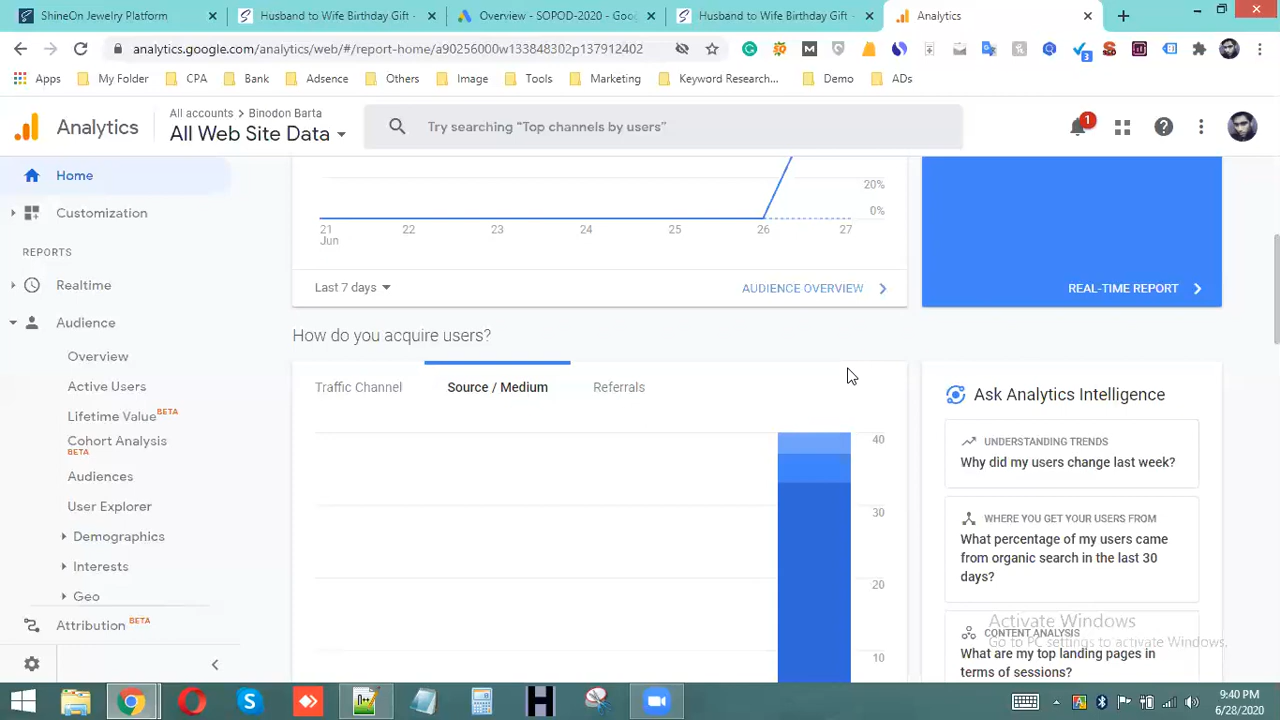 ShineOn Jewelry Platform
Husband to Wife Birthday Gift -
Overview - SOIOD-2020 - Goo
Husband to Wife Birthday Gift -
Analytics
analytics.google.com/analytics/web/#/report-home/a90256000w133848302p137912402
3
Apps
My Folder
CPA
Bank
Adsence
Others
Image
Tools
Marketing
Keyword Research...
Demo
ADs
Analytics
All accounts > Binodon Barta
All Web Site Data
Try searching “Top channels by users”
1
Home
Customization
REPORTS
Realtime
Audience
Overview
Active Users
Lifetime Value BETA
Cohort Analysis
BETA
Audiences
User Explorer
Demographics
Interests
Geo
Attribution BETA
20%
0%
21
Jun
22
23
24
25
26
27
Last 7 days
AUDIENCE OVERVIEW
REAL-TIME REPORT
How do you acquire users?
Traffic Channel
Source / Medium
Referrals
40
30
20
10
Ask Analytics Intelligence
UNDERSTANDING TRENDS
Why did my users change last week?
WHERE YOU GET YOUR USERS FROM
What percentage of my users came
from organic search in the last 30
days?
CONTENT ANALYSIS
What are my top landing pages in
terms of sessions?
Activate Windows
Go to PC settings to activate Windows.
9:40 PM
6/28/2020